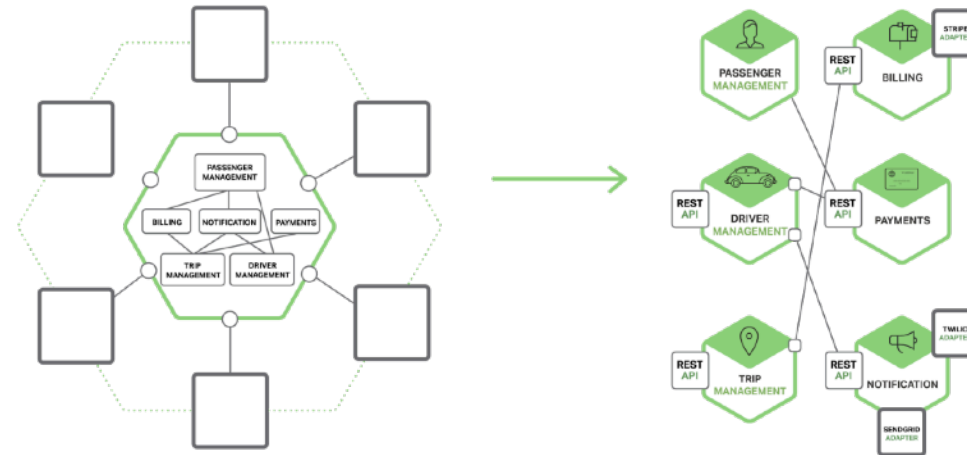 PASSENGER
MANAGEMENT
BILLING
NOTIFICATION
PAYMENTS
TRIP
MANAGEMENT
DRIVER
MANAGEMENT
PASSENGER
MANAGEMENT
REST
API
BILLING
STRIPE
ADAPTER
REST
API
DRIVER
MANAGEMENT
REST
API
PAYMENTS
REST
API
TRIP
MANAGEMENT
REST
API
NOTIFICATION
TWILIO
ADAPTER
SENDGRID
ADAPTER